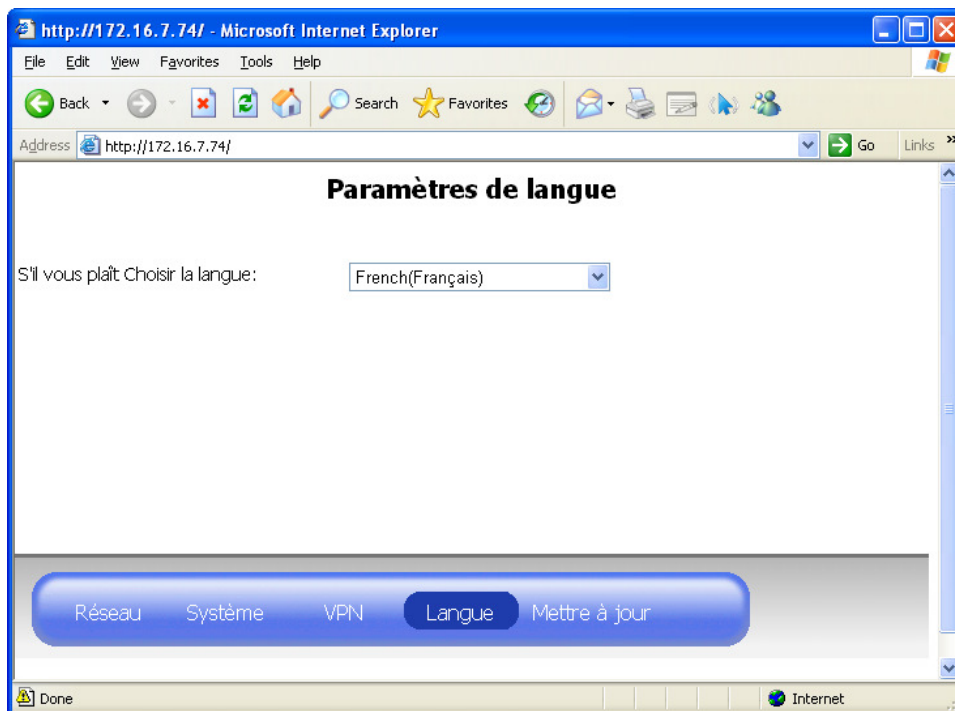 http://172.16.7.74/ - Microsoft Internet Explorer
File Edit View Favorites Tools Help
Back Search Favorites
Address http://172.16.7.74/ Go Links »
Paramètres de langue
S'il vous plaît Choisir la langue: French(Français)
Réseau Système VPN Langue Mettre à jour
Done Internet